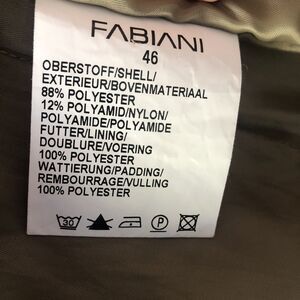 FABIANI
46
OBERSTOFF/SHELL/
EXTERIEUR/BOVENMATERIAAL
88% POLYESTER
12% POLYAMID/NYLON/
POLYAMIDE/POLYAMIDE
FUTTER/LINING/
DOUBLURE/VOERING
100% POLYESTER
WATTIERUNG/PADDING/
REMBOURRAGE/VULLING
100% POLYESTER
30 P